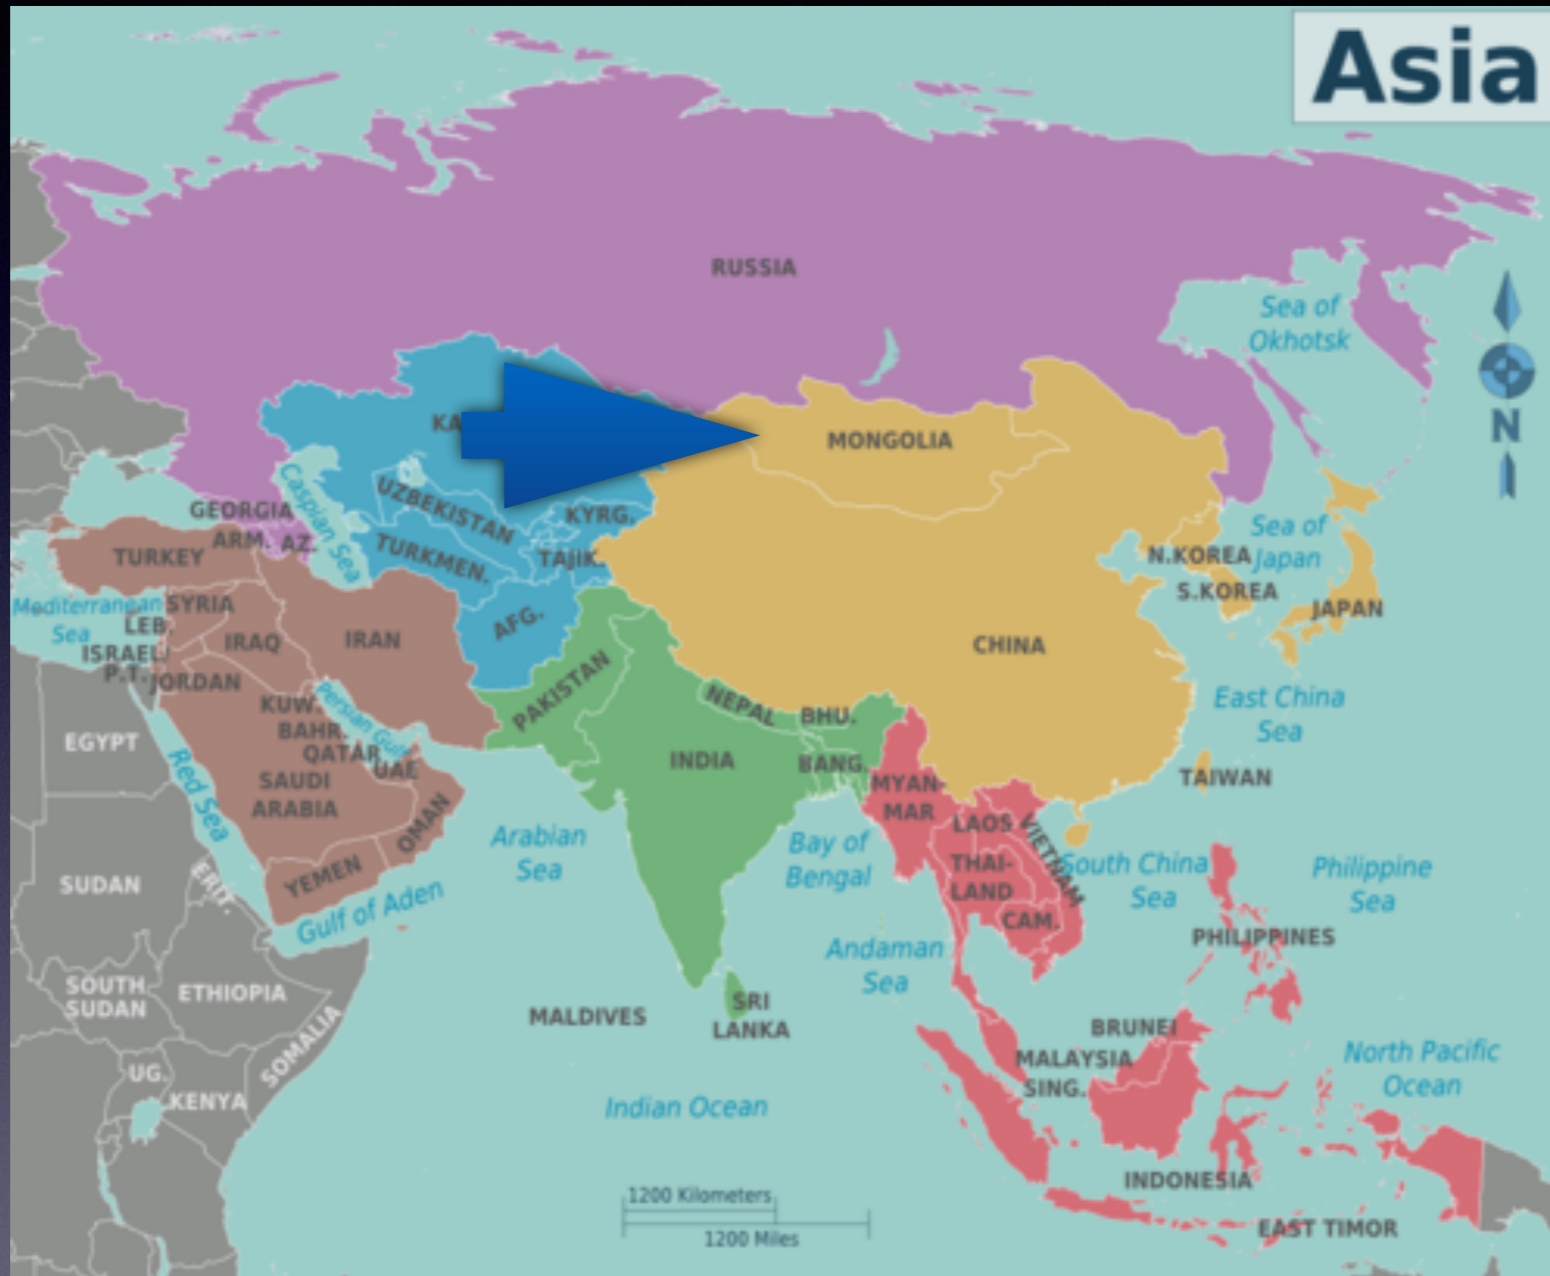 Asia
RUSSIA
Sea of
Okhotsk
N
MONGOLIA
UZBEKISTAN
KYRG.
TURKMEN.
TAJIK.
AFG.
Caspian Sea
GEORGIA
ARM.
AZ.
TURKEY
Mediterranean
Sea
SYRIA
LEB.
ISRAEL/
P.T.
JORDAN
IRAQ
IRAN
KUW.
BAHR.
QATAR
UAE
Persian Gulf
SAUDI
ARABIA
OMAN
YEMEN
Red Sea
Gulf of Aden
EGYPT
SUDAN
ERIT.
SOUTH
SUDAN
ETHIOPIA
SOMALIA
UG.
KENYA
PAKISTAN
INDIA
NEPAL
BHU.
BANG.
SRI
LANKA
MALDIVES
Arabian
Sea
Bay of
Bengal
Andaman
Sea
Indian Ocean
CHINA
N.KOREA
S.KOREA
Sea of
Japan
JAPAN
East China
Sea
TAIWAN
MYAN-
MAR
LAOS
VIETNAM
THAI-
LAND
CAM.
South China
Sea
Philippine
Sea
PHILIPPINES
BRUNEI
MALAYSIA
SING.
INDONESIA
EAST TIMOR
North Pacific
Ocean
1200 Kilometers
1200 Miles